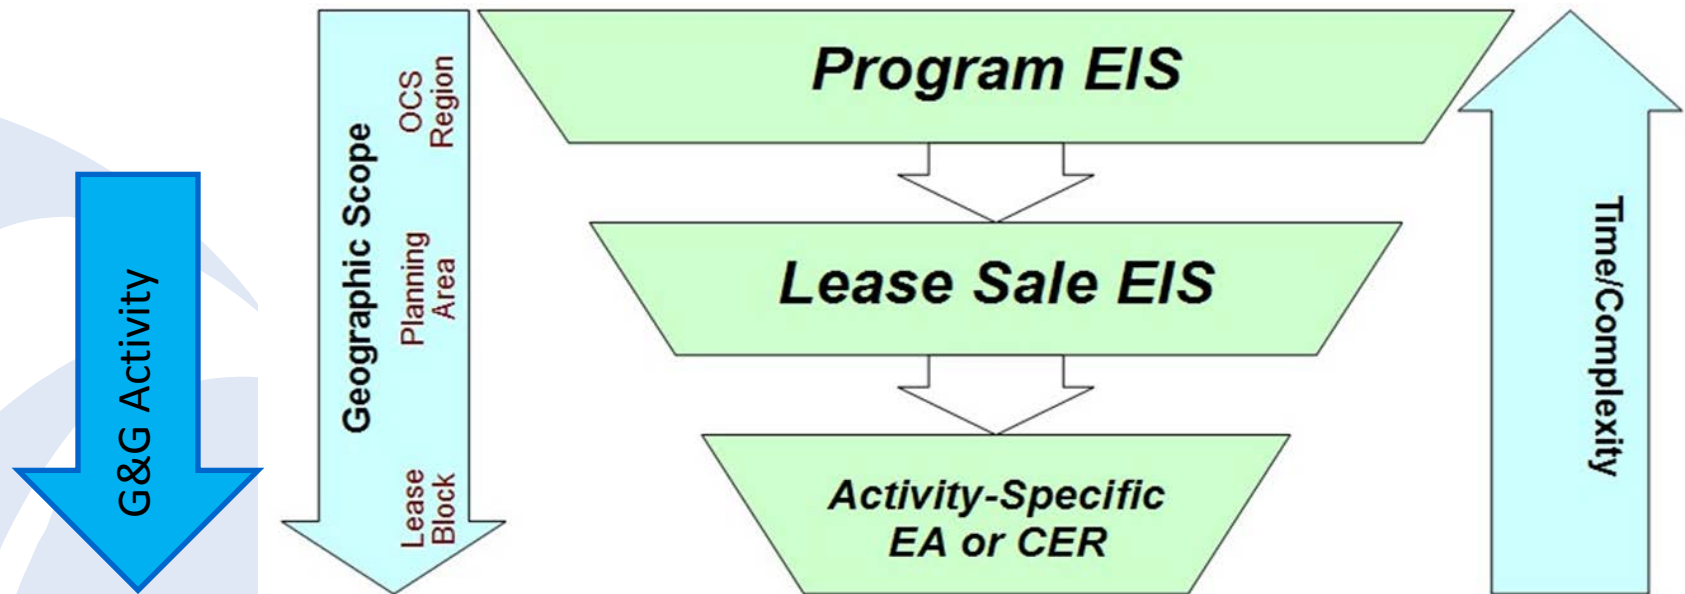 G&G Activity
Geographic Scope
OCS
Region
Planning
Area
Lease
Block
Program EIS
Lease Sale EIS
Activity-Specific
EA or CER
Time/Complexity